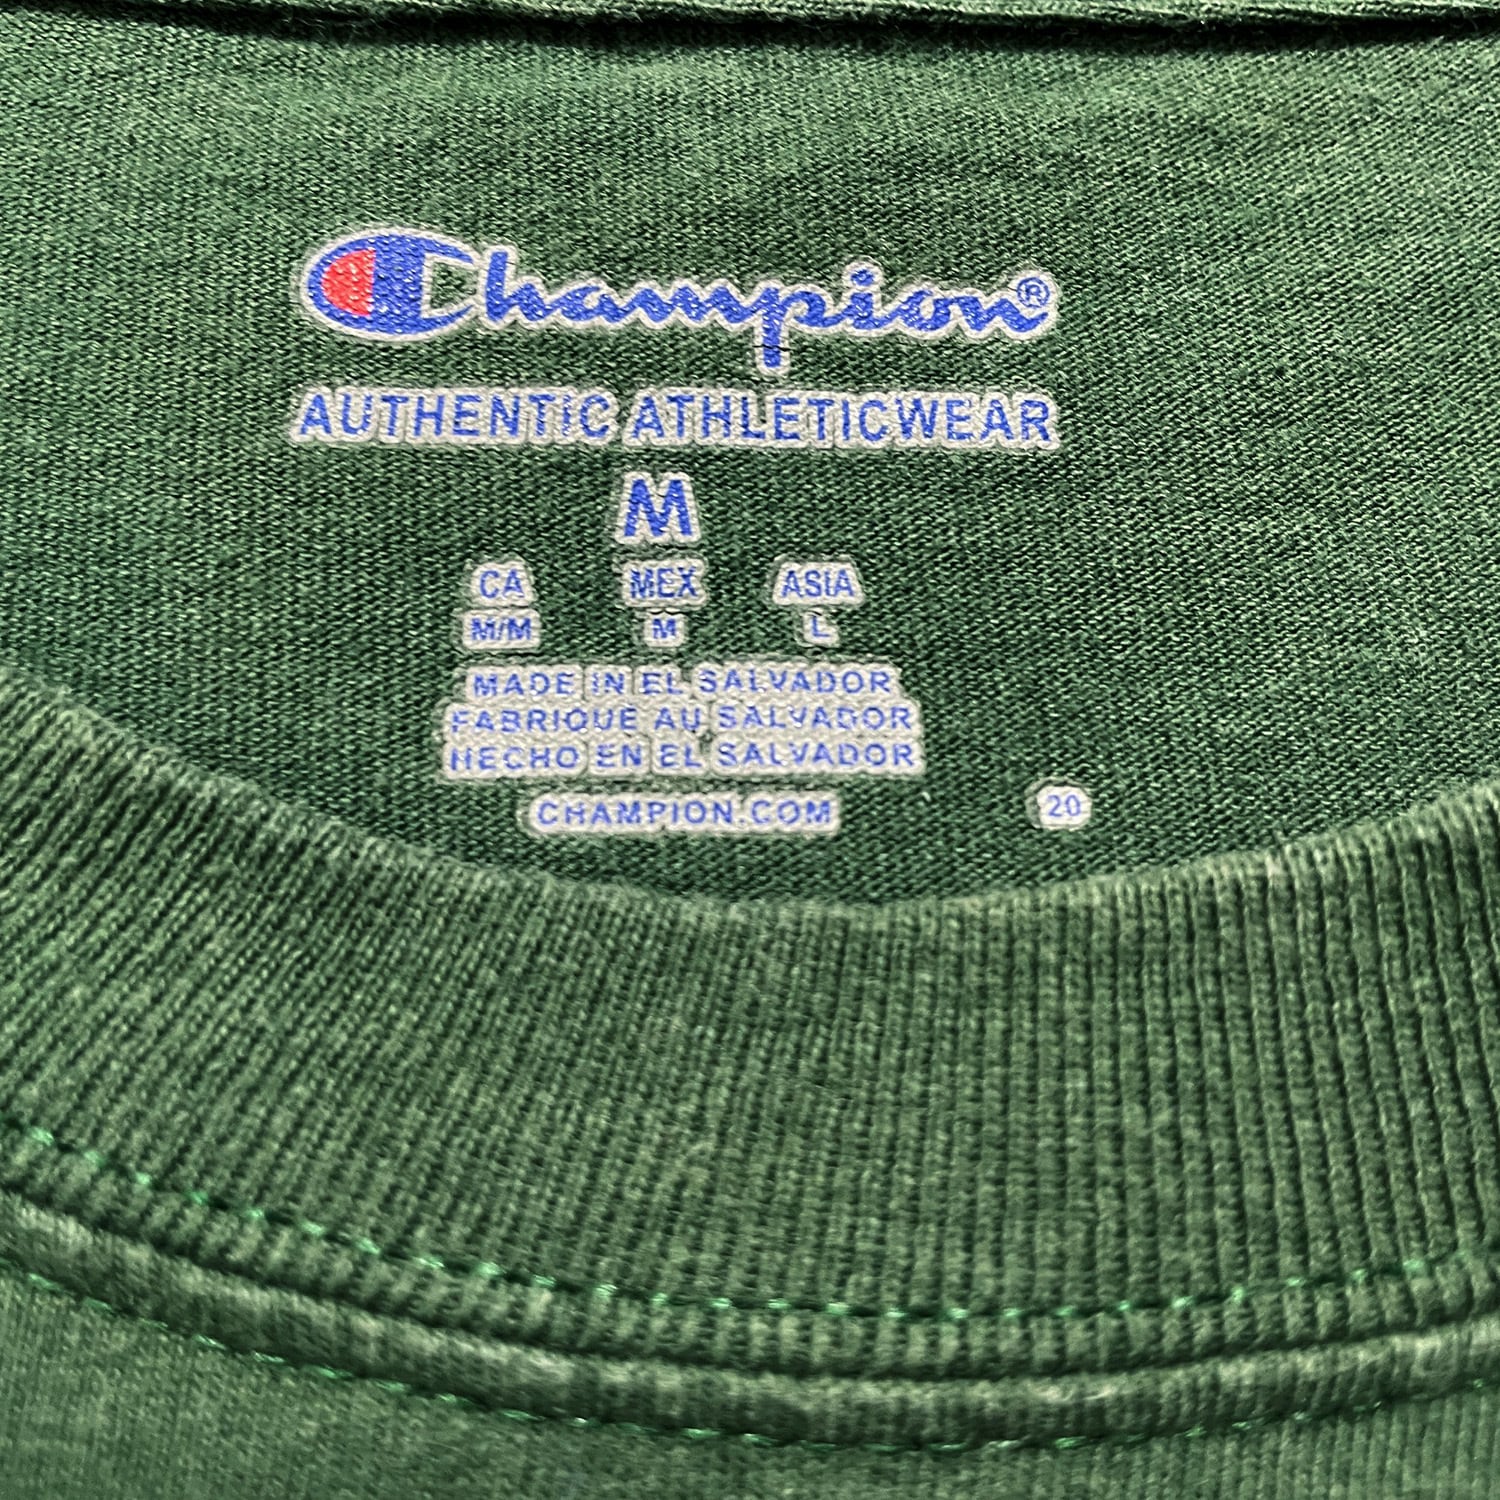 Champion®
AUTHENTIC ATHLETICWEAR
M
CA MEX ASIA
M/M M L
MADE IN EL SALVADOR
FABRIQUE AU SALVADOR
HECHO EN EL SALVADOR
CHAMPION.COM 20